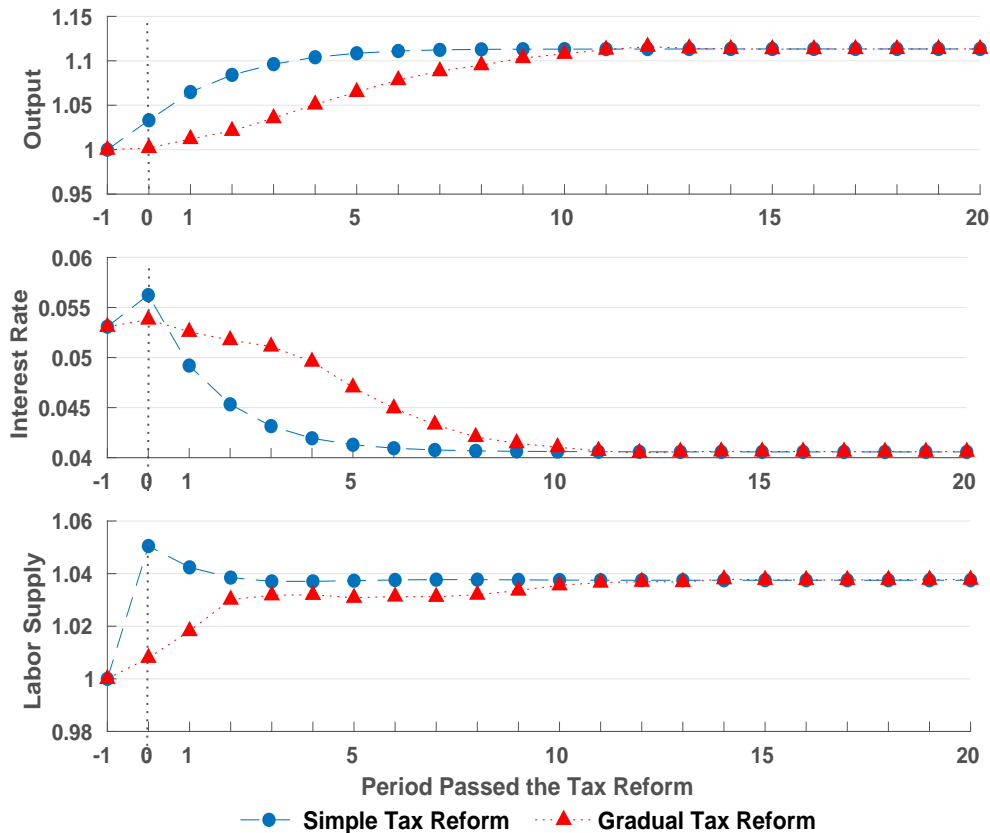 1.15
1.1
1.05
1
0.95
Output
-1 0 1 5 10 15 20
0.06
0.055
0.05
0.045
0.04
Interest Rate
-1 0 1 5 10 15 20
1.06
1.04
1.02
1
0.98
Labor Supply
-1 0 1 5 10 15 20
Period Passed the Tax Reform
Simple Tax Reform Gradual Tax Reform